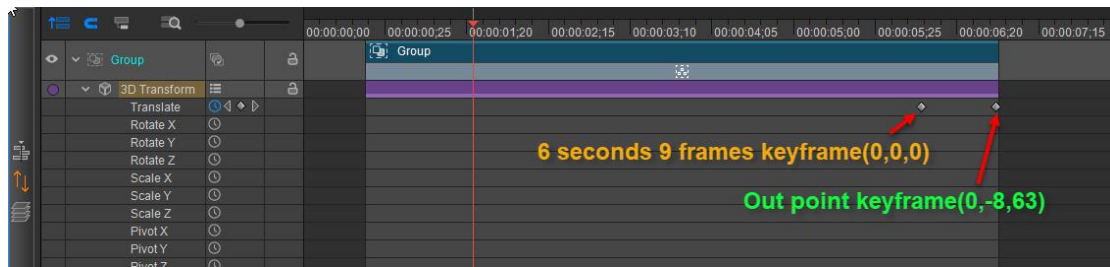 00:00:00;00 00:00:00;25 00:00:01;20 00:00:02;15 00:00:03;10 00:00:04;05 00:00:05;00 00:00:05;25 00:00:06;20 00:00:07;15
Group Group
3D Transform
Translate
Rotate X
Rotate Y
Rotate Z
Scale X
Scale Y
Scale Z
Pivot X
Pivot Y
Pivot Z
6 seconds 9 frames keyframe(0,0,0)
Out point keyframe(0,-8,63)